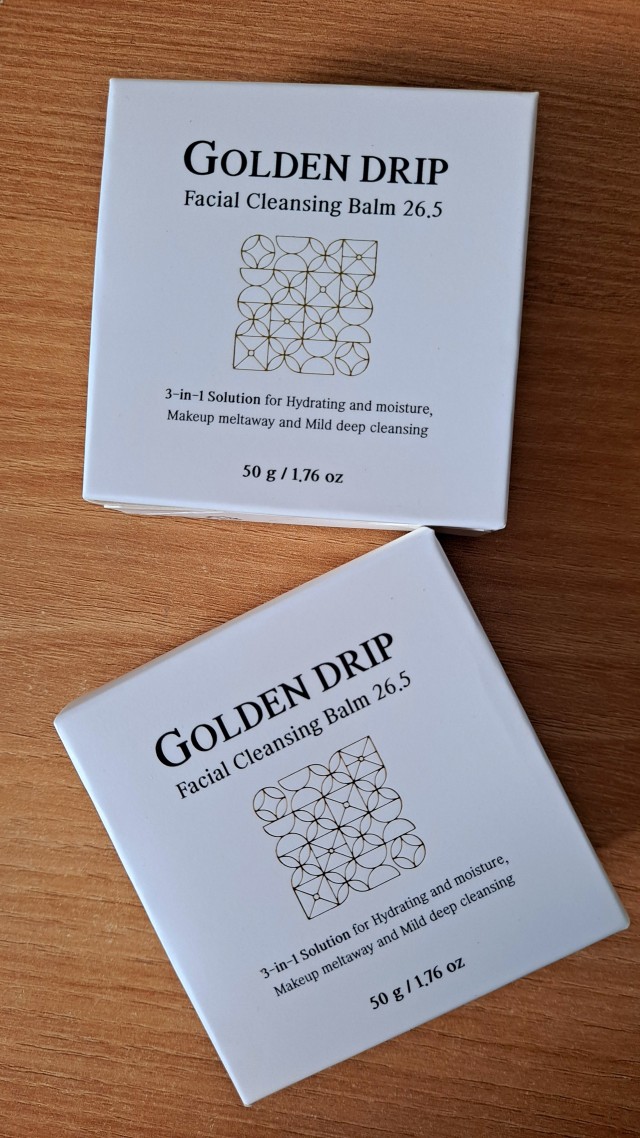 GOLDEN DRIP
Facial Cleansing Balm 26.5
3-in-1 Solution for Hydrating and moisture,
Makeup meltaway and Mild deep cleansing
50 g / 1.76 oz
GOLDEN DRIP
Facial Cleansing Balm 26.5
3-in-1 Solution for Hydrating and moisture,
Makeup meltaway and Mild deep cleansing
50 g / 1.76 oz